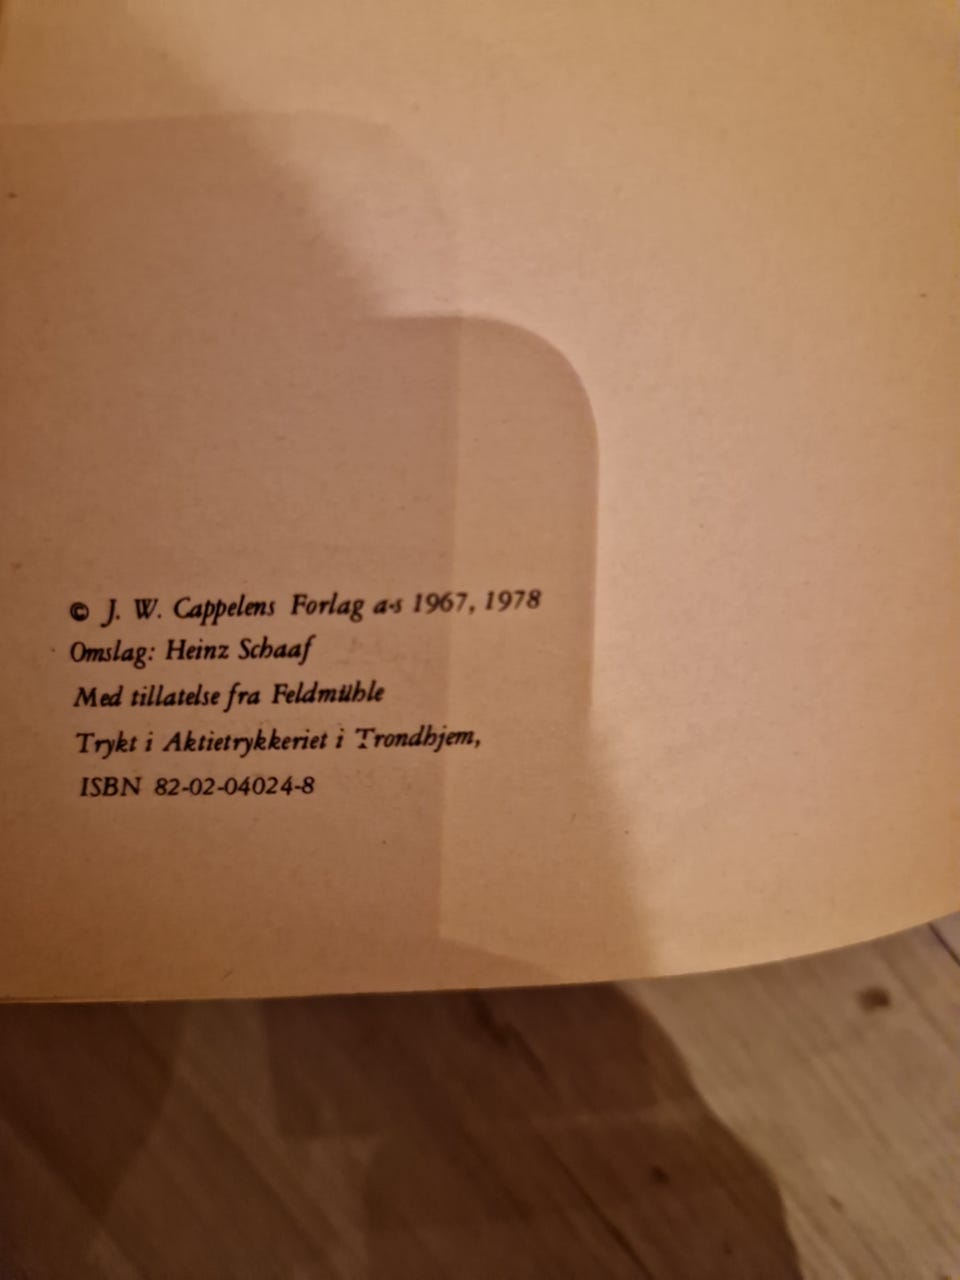 © J. W. Cappelens Forlag a·s 1967, 1978
Omslag: Heinz Schaaf
Med tillatelse fra Feldmühle
Trykt i Aktietrykkeriet i Trondhjem,
ISBN 82-02-04024-8